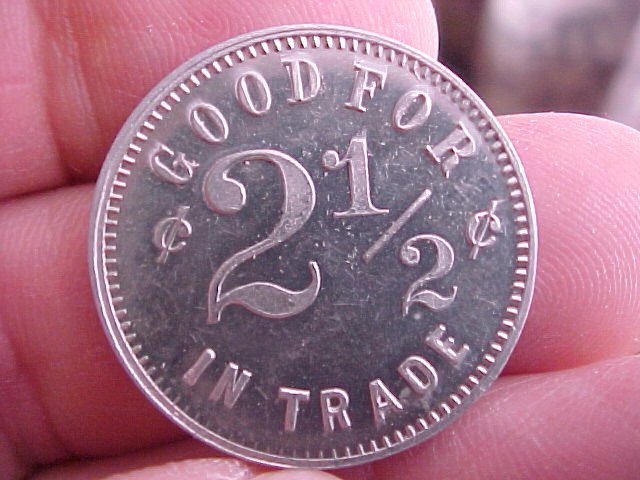 GOOD FOR
¢ 2 1/2 ¢
IN TRADE